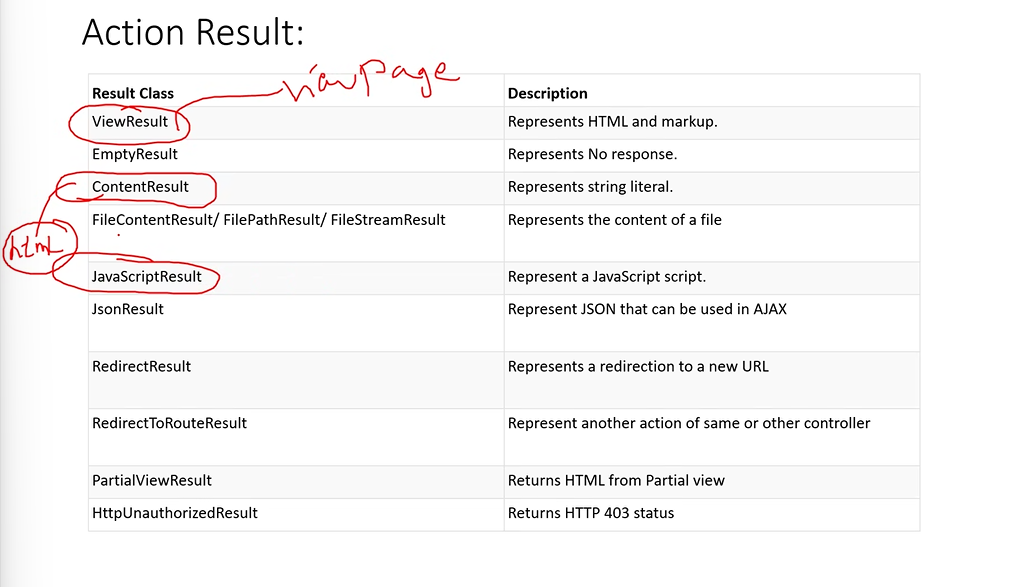 Action Result:
viewPage
Result Class Description
ViewResult Represents HTML and markup.
EmptyResult Represents No response.
ContentResult Represents string literal.
FileContentResult/ FilePathResult/ FileStreamResult Represents the content of a file
html
JavaScriptResult Represent a JavaScript script.
JsonResult Represent JSON that can be used in AJAX
RedirectResult Represents a redirection to a new URL
RedirectToRouteResult Represent another action of same or other controller
PartialViewResult Returns HTML from Partial view
HttpUnauthorizedResult Returns HTTP 403 status